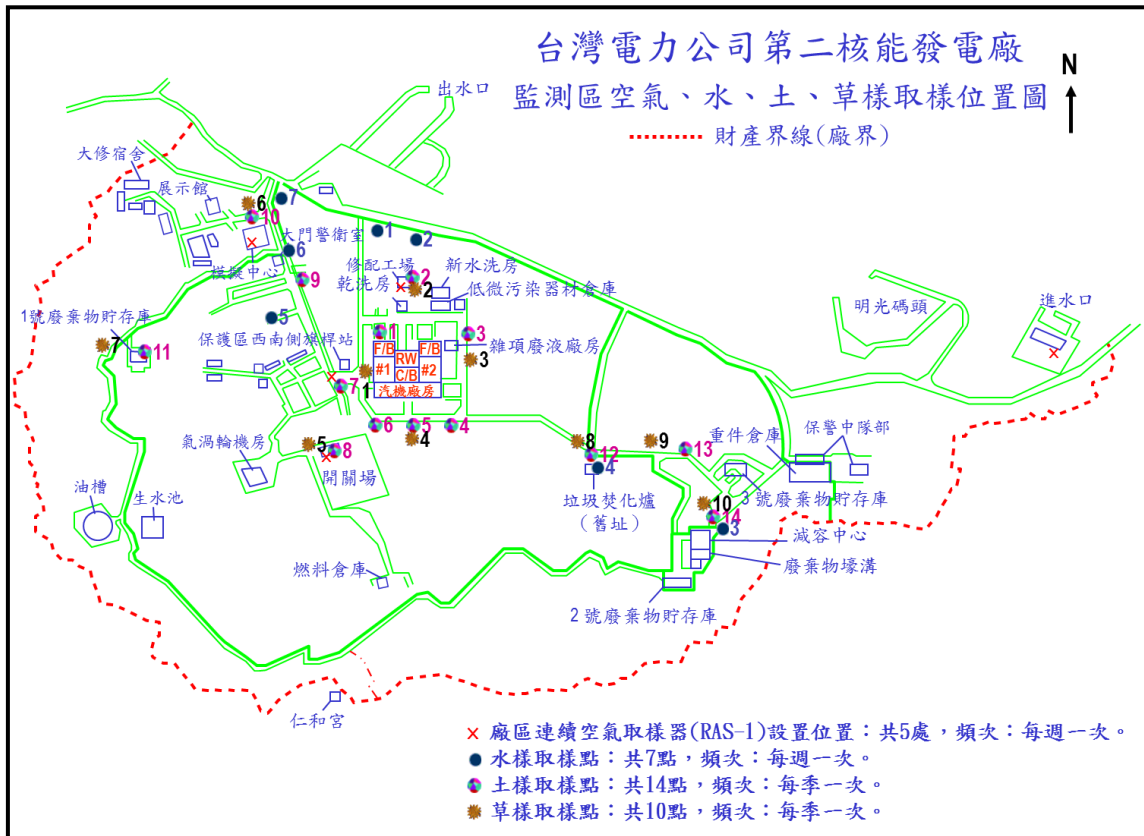 台灣電力公司第二核能發電廠
監測區空氣、水、土、草樣取樣位置圖
財產界線(廠界)
N
出水口
大修宿舍
展示館
6
7
10
大門警衛室
1
2
6
模擬中心
9
修配工場
2
新水洗房
乾洗房
2
低微污染器材倉庫
明光碼頭
進水口
1號廢棄物貯存庫
5
7
11
保護區西南側旗桿站
1
3
雜項廢液廠房
3
F/B
RW
F/B
#1
C/B
#2
汽機廠房
1
7
6
5
4
4
5
8
8
9
12
13
4
重件倉庫
保警中隊部
氣渦輪機房
開關場
油槽
生水池
垃圾焚化爐
(舊址)
3號廢棄物貯存庫
10
14
3
減容中心
廢棄物壕溝
燃料倉庫
2號廢棄物貯存庫
仁和宮
廠區連續空氣取樣器(RAS-1)設置位置：共5處，頻次：每週一次。
水樣取樣點：共7點，頻次：每週一次。
土樣取樣點：共14點，頻次：每季一次。
草樣取樣點：共10點，頻次：每季一次。